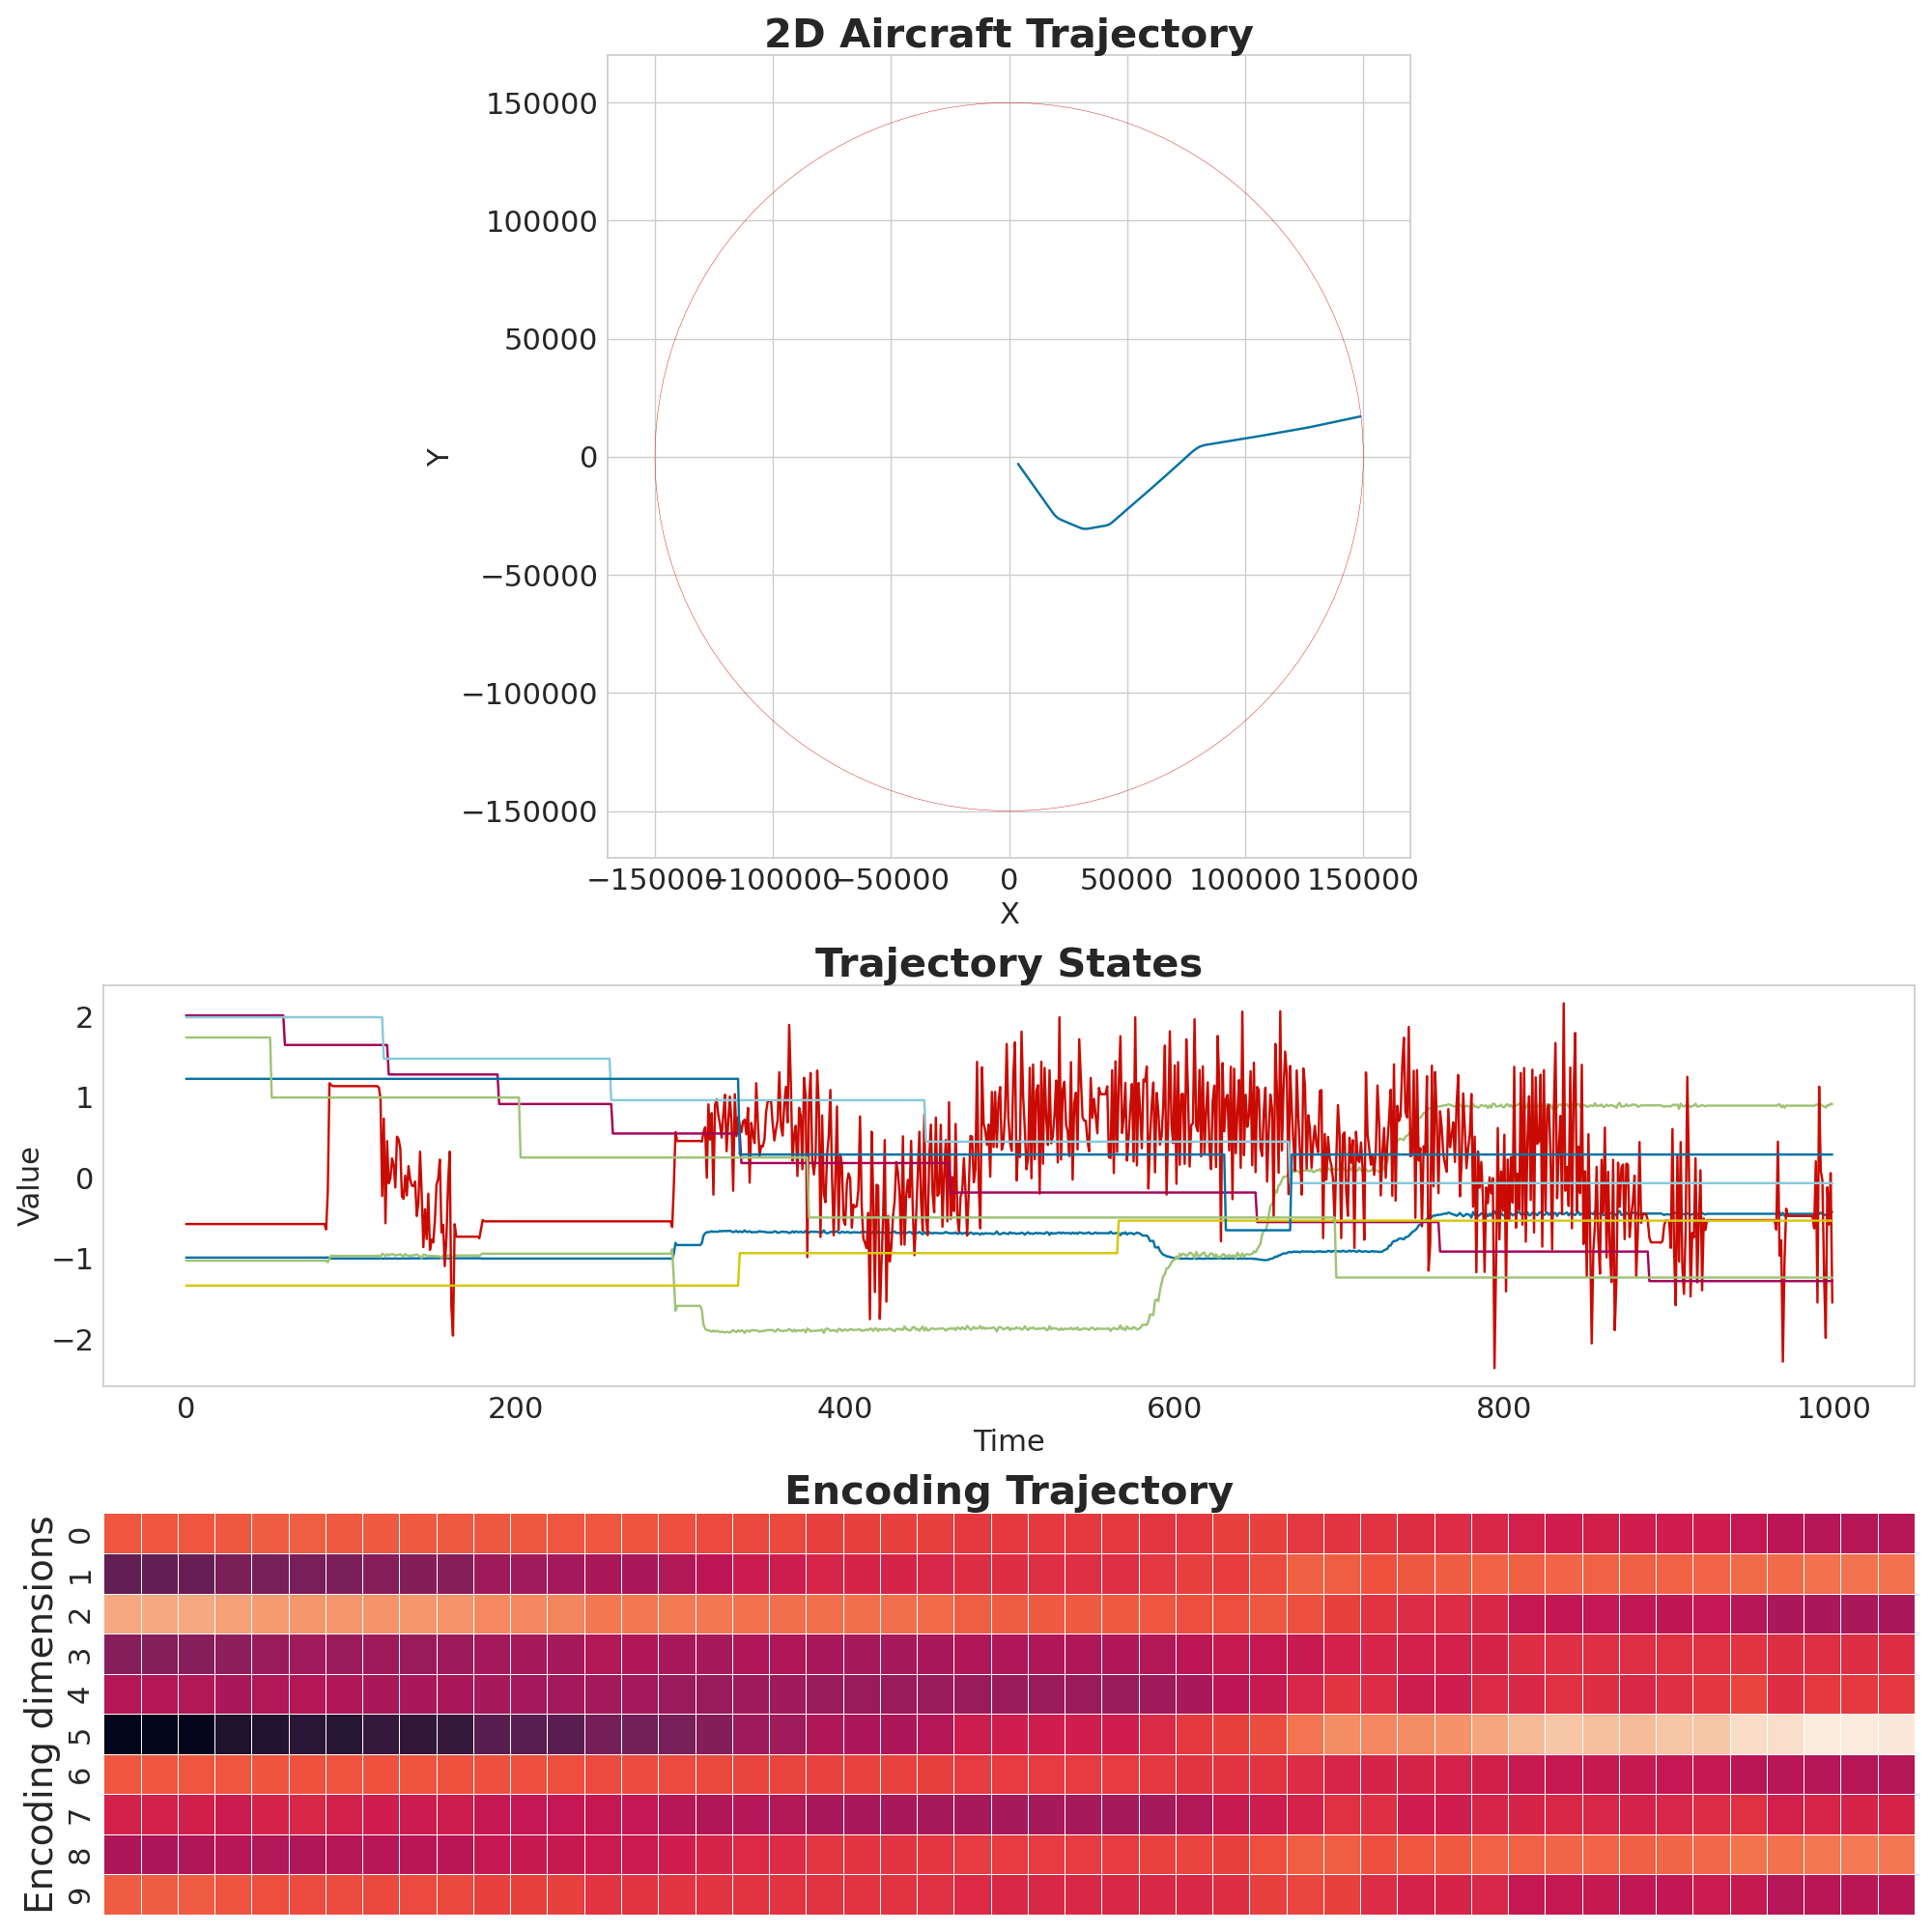 2D Aircraft Trajectory
150000
100000
50000
0
−50000
−100000
−150000
Y
−150000 −100000 −50000 0 50000 100000 150000
X
Trajectory States
2
1
0
−1
−2
Value
0 200 400 600 800 1000
Time
Encoding Trajectory
Encoding dimensions
0
1
2
3
4
5
6
7
8
9